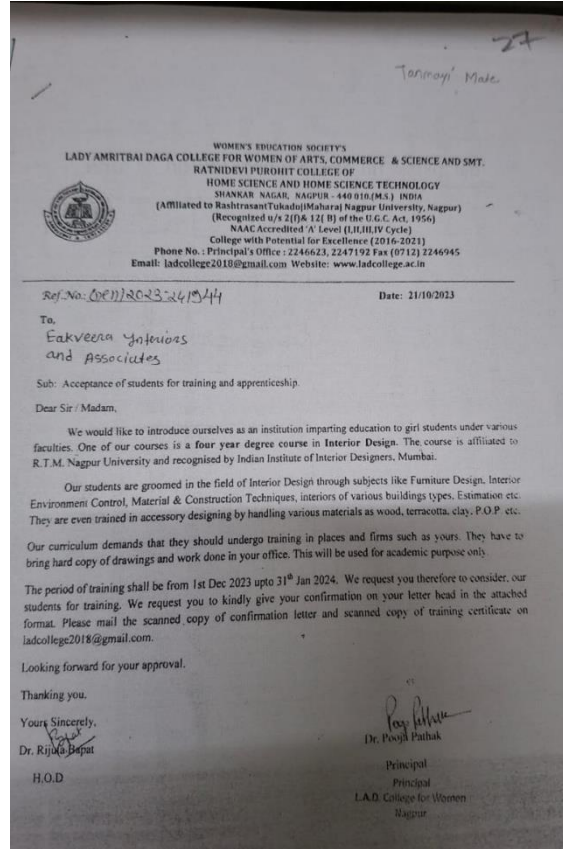 27
Tanmayi Mate
WOMEN'S EDUCATION SOCIETY'S
LADY AMRITBAI DAGA COLLEGE FOR WOMEN OF ARTS, COMMERCE & SCIENCE AND SMT.
RATNIDEVI PUROHIT COLLEGE OF
HOME SCIENCE AND HOME SCIENCE TECHNOLOGY
SHANKAR NAGAR, NAGPUR - 440 010.(M.S.) INDIA
(Affiliated to RashtrasantTukadojiMaharaj Nagpur University, Nagpur)
(Recognized u/s 2(f)& 12( B) of the U.G.C. Act, 1956)
NAAC Accredited 'A' Level (I,II,III,IV Cycle)
College with Potential for Excellence (2016-2021)
Phone No. : Principal's Office : 2246623, 2247192 Fax (0712) 2246945
Email: ladcollege2018@gmail.com Website: www.ladcollege.ac.in
Ref.No: 2023-24/944 Date: 21/10/2023
To,
Eakveera Interiors
and Associates
Sub: Acceptance of students for training and apprenticeship
Dear Sir / Madam,
We would like to introduce ourselves as an institution imparting education to girl students under various
faculties. One of our courses is a four year degree course in Interior Design. The course is affiliated to
R.T.M. Nagpur University and recognised by Indian Institute of Interior Designers, Mumbai.
Our students are groomed in the field of Interior Design through subjects like Furniture Design, Interior
Environment Control, Material & Construction Techniques, interiors of various buildings types, Estimation etc.
They are even trained in accessory designing by handling various materials as wood, terracotta, clay, P.O.P. etc.
Our curriculum demands that they should undergo training in places and firms such as yours. They have to
bring hard copy of drawings and work done in your office. This will be used for academic purpose only
The period of training shall be from 1st Dec 2023 upto 31th Jan 2024. We request you therefore to consider, our
students for training. We request you to kindly give your confirmation on your letter head in the attached
format. Please mail the scanned copy of confirmation letter and scanned copy of training certificate on
ladcollege2018@gmail.com.
Looking forward for your approval.
Thanking you.
Yours Sincerely,
Dr. Rijuta Bapat
H.O.D
Dr. Pooja Pathak
Principal
Principal
L.A.D. College for Women
Nagpur